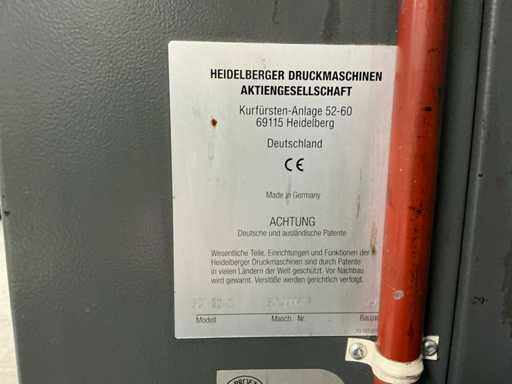 HEIDELBERGER DRUCKMASCHINEN
AKTIENGESELLSCHAFT
Kurfürsten-Anlage 52-60
69115 Heidelberg
Deutschland
CE
Made in Germany
ACHTUNG
Deutsche und ausländische Patente
Wesentliche Teile, Einrichtungen und Funktionen der
Heidelberger Druckmaschinen sind durch Patente
in vielen Ländern der Welt geschützt. Vor Nachbau
wird gewarnt. Verstöße werden gerichtlich verfolgt.
Modell Masch. Nr.